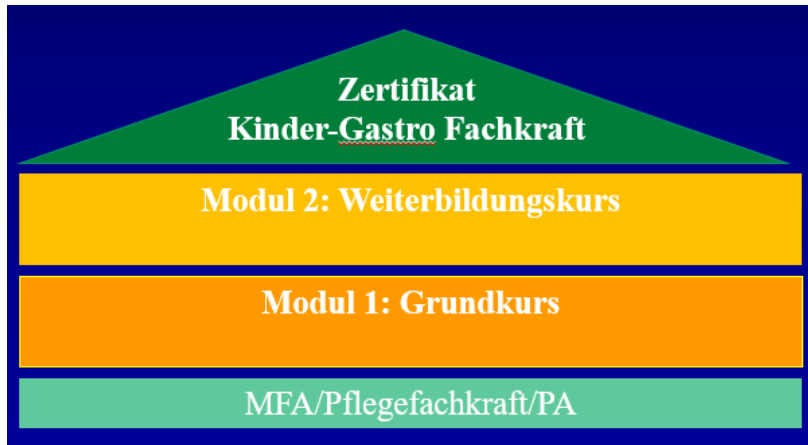 Zertifikat
Kinder-Gastro Fachkraft
Modul 2: Weiterbildungskurs
Modul 1: Grundkurs
MFA/Pflegefachkraft/PA